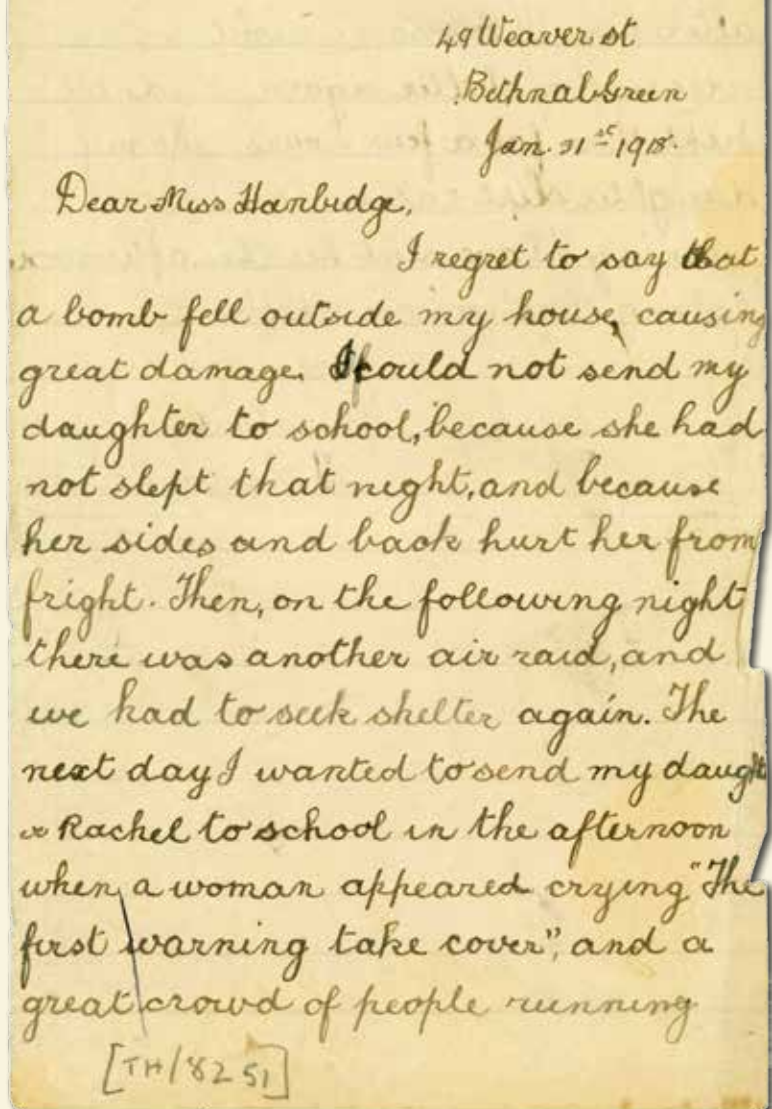 49 Weaver st
Bethnal Green
Jan. 31st 1918.
Dear Miss Hanbidge,
I regret to say that
a bomb fell outside my house, causing
great damage. I could not send my
daughter to school, because she had
not slept that night, and because
her sides and back hurt her from
fright. Then, on the following night
there was another air raid, and
we had to seek shelter again. The
next day I wanted to send my daught
er Rachel to school in the afternoon
when a woman appeared crying "The
first warning take cover", and a
great crowd of people running
[TH/8251]